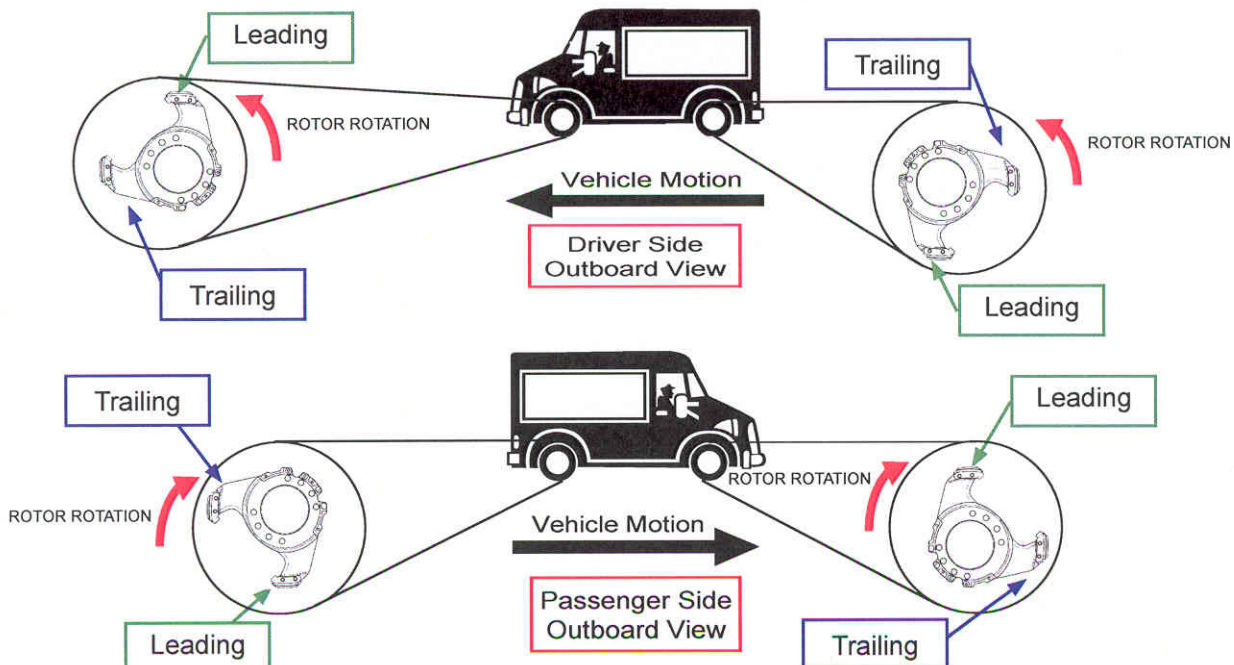 Leading
Trailing
ROTOR ROTATION
ROTOR ROTATION
Vehicle Motion
Driver Side
Outboard View
Trailing
Leading
Trailing
Leading
ROTOR ROTATION
ROTOR ROTATION
Vehicle Motion
Passenger Side
Outboard View
Leading
Trailing